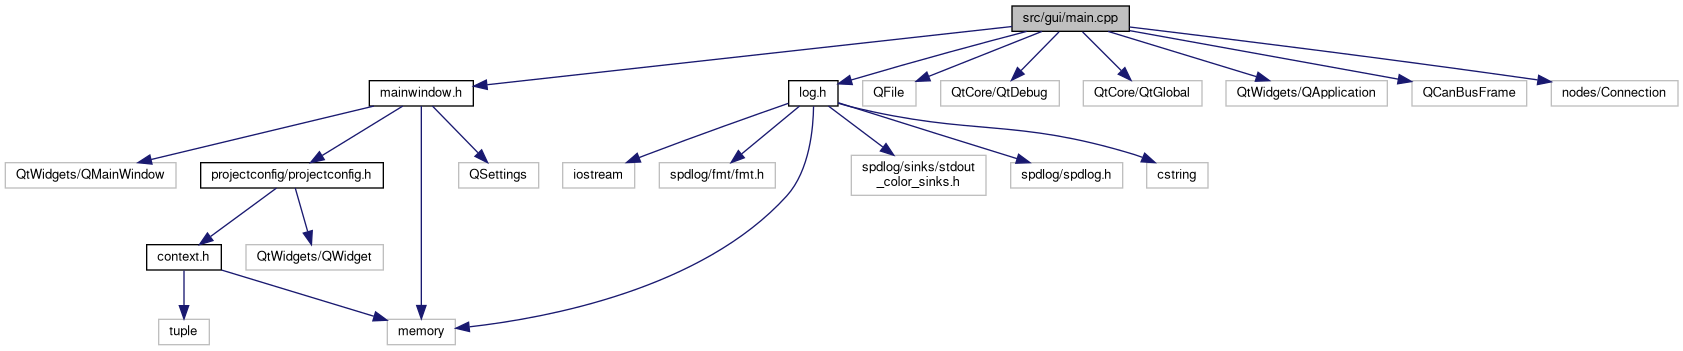 src/gui/main.cpp
mainwindow.h
log.h
QFile
QtCore/QtDebug
QtCore/QtGlobal
QtWidgets/QApplication
QCanBusFrame
nodes/Connection
QtWidgets/QMainWindow
projectconfig/projectconfig.h
QSettings
iostream
spdlog/fmt/fmt.h
spdlog/sinks/stdout
_color_sinks.h
spdlog/spdlog.h
cstring
context.h
QtWidgets/QWidget
tuple
memory